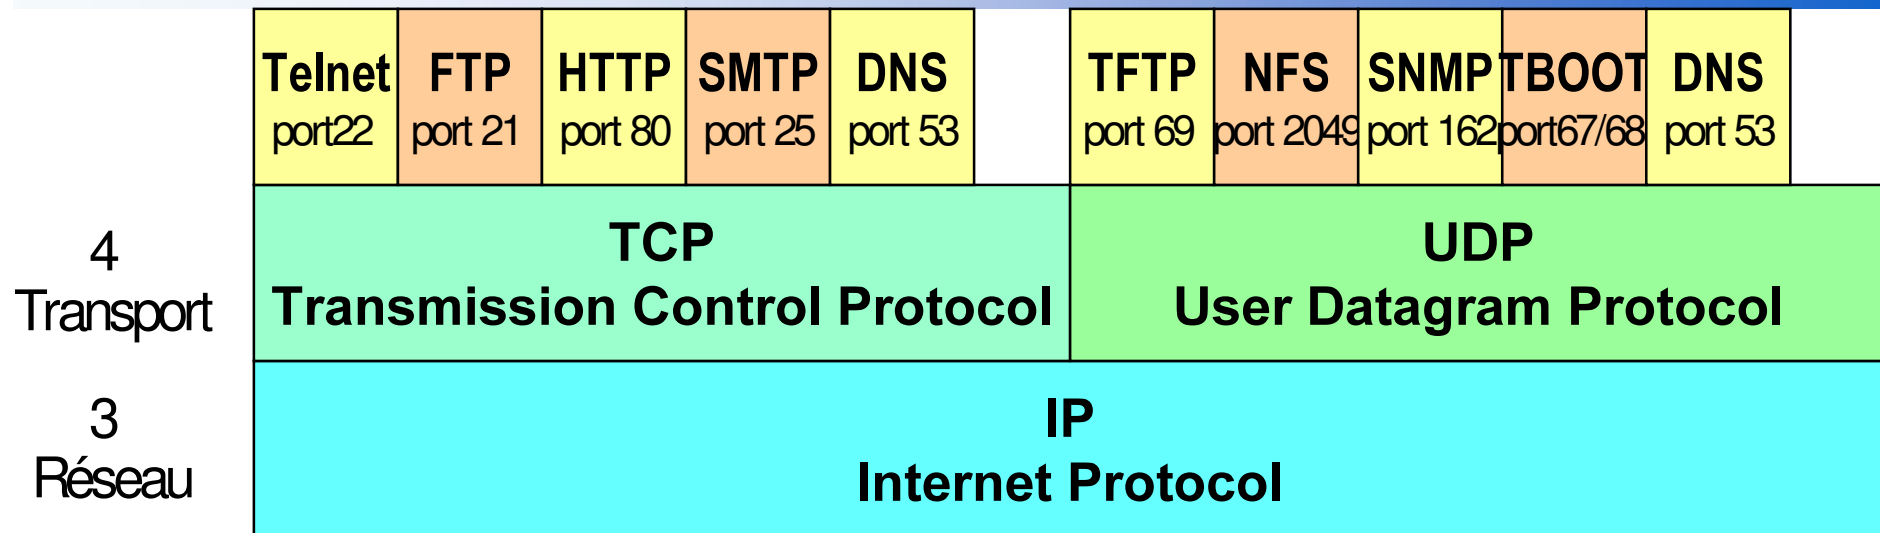 Telnet
port22
FTP
port 21
HTTP
port 80
SMTP
port 25
DNS
port 53
TFTP
port 69
NFS
port 2049
SNMP
port 162
TBOOT
port67/68
DNS
port 53
4
Transport
TCP
Transmission Control Protocol
UDP
User Datagram Protocol
3
Réseau
IP
Internet Protocol